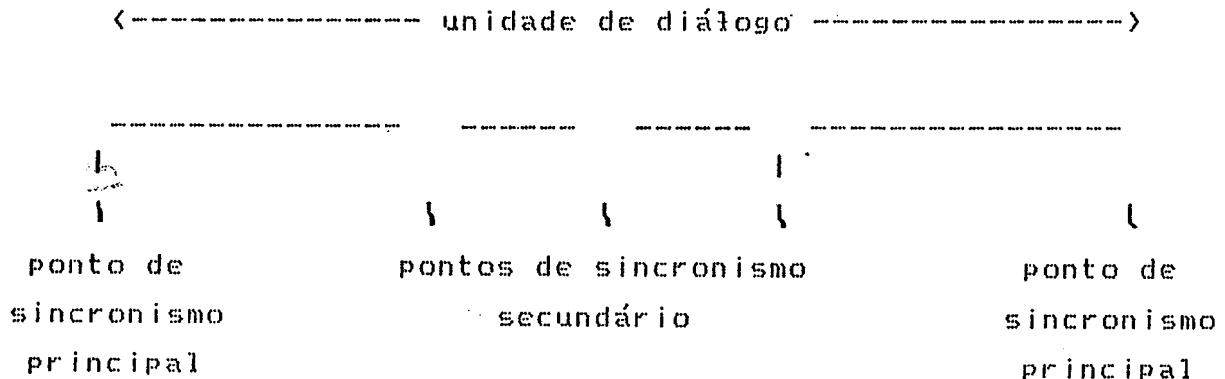 <---------------- unidade de diálogo ------------------>
ponto de pontos de sincronismo ponto de
sincronismo secundário sincronismo
principal principal